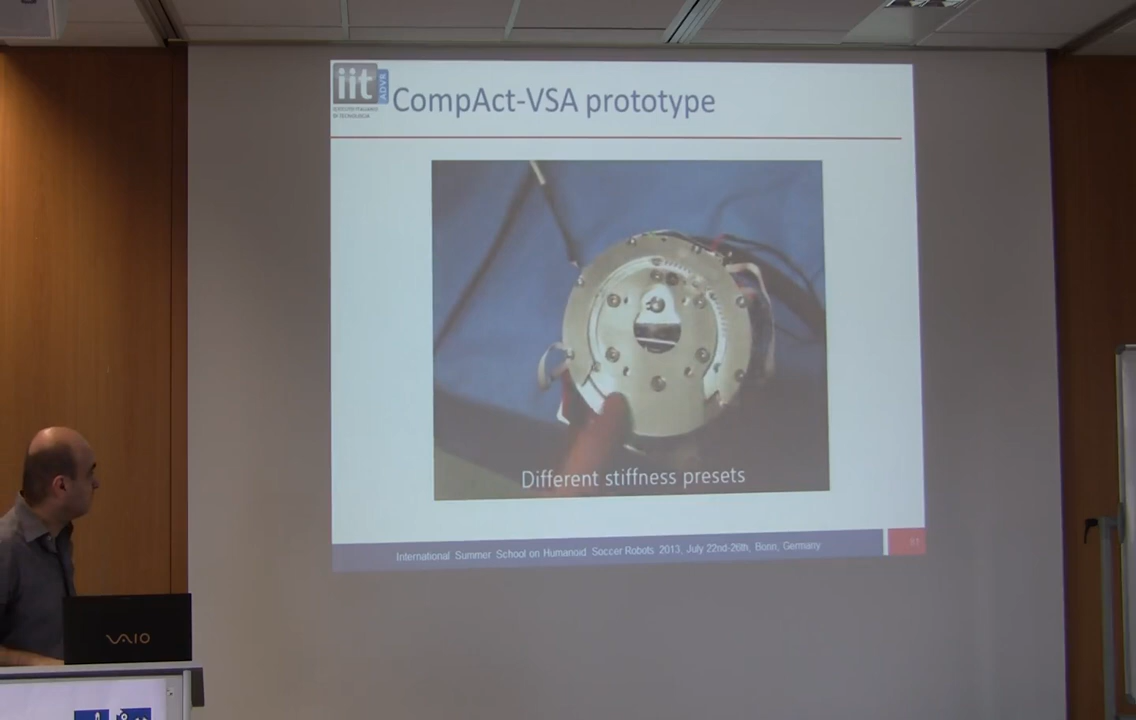 iit
ADVR
CompAct-VSA prototype
Different stiffness presets
International Summer School on Humanoid Soccer Robots 2013, July 22nd-26th, Bonn, Germany
VAIO